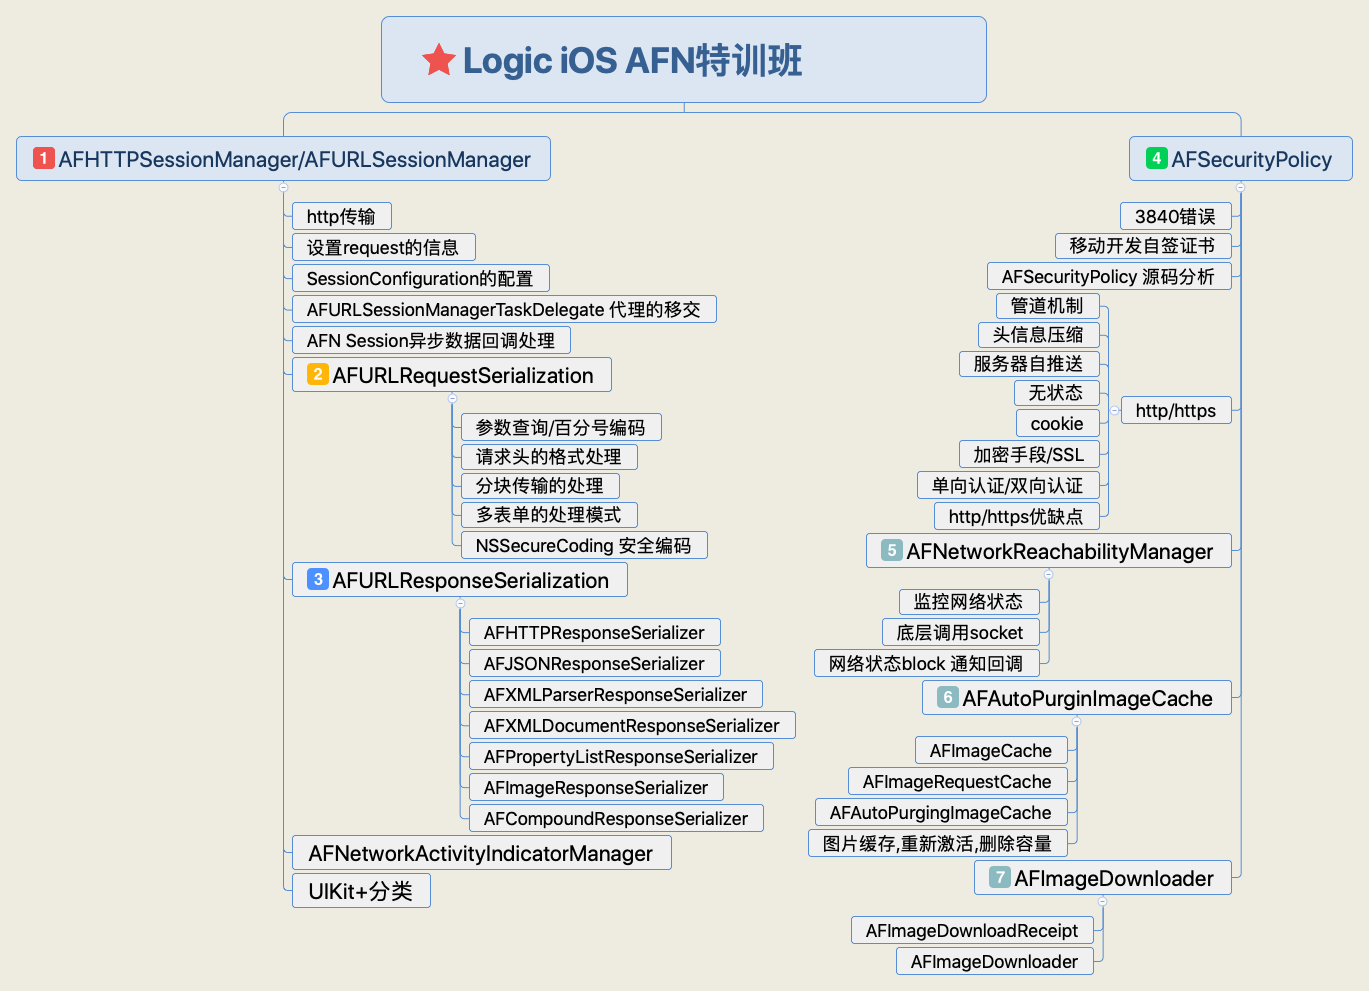 Logic iOS AFN特训班
1 AFHTTPSessionManager/AFURLSessionManager
http传输
设置request的信息
SessionConfiguration的配置
AFURLSessionManagerTaskDelegate 代理的移交
AFN Session异步数据回调处理
2 AFURLRequestSerialization
参数查询/百分号编码
请求头的格式处理
分块传输的处理
多表单的处理模式
NSSecureCoding 安全编码
3 AFURLResponseSerialization
AFHTTPResponseSerializer
AFJSONResponseSerializer
AFXMLParserResponseSerializer
AFXMLDocumentResponseSerializer
AFPropertyListResponseSerializer
AFImageResponseSerializer
AFCompoundResponseSerializer
AFNetworkActivityIndicatorManager
UIKit+分类
4 AFSecurityPolicy
3840错误
移动开发自签证书
AFSecurityPolicy 源码分析
http/https
管道机制
头信息压缩
服务器自推送
无状态
cookie
加密手段/SSL
单向认证/双向认证
http/https优缺点
5 AFNetworkReachabilityManager
监控网络状态
底层调用socket
网络状态block 通知回调
6 AFAutoPurginImageCache
AFImageCache
AFImageRequestCache
AFAutoPurgingImageCache
图片缓存,重新激活,删除容量
7 AFImageDownloader
AFImageDownloadReceipt
AFImageDownloader